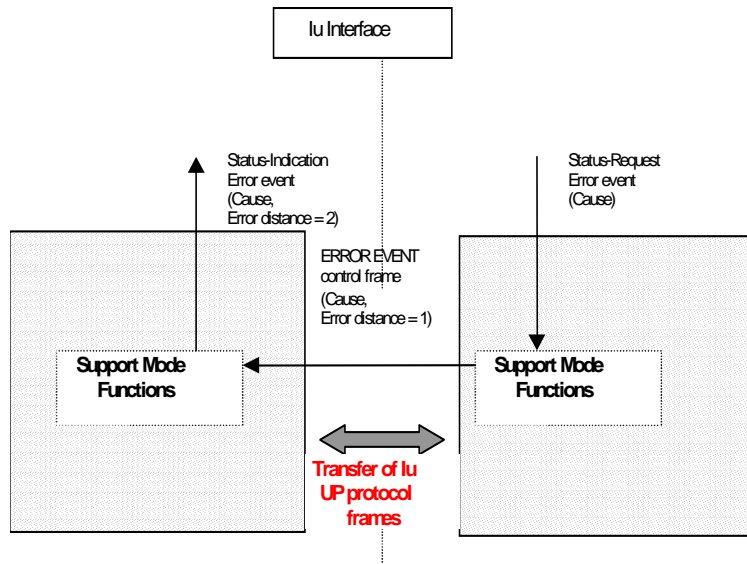 Iu Interface
Status-Indication
Error event
(Cause,
Error distance = 2)
Status-Request
Error event
(Cause)
ERROR EVENT
control frame
(Cause,
Error distance = 1)
Support Mode
Functions
Support Mode
Functions
Transfer of Iu
UP protocol
frames